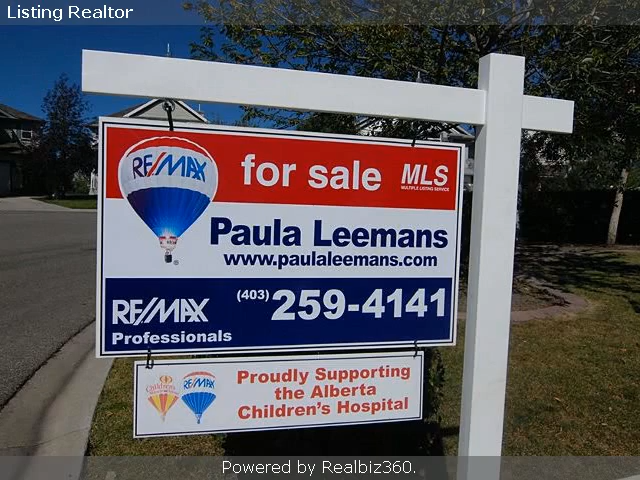 Listing Realtor
RE/MAX
for sale
MLS
MULTIPLE LISTING SERVICE
Paula Leemans
www.paulaleemans.com
RE/MAX
Professionals
(403) 259-4141
Children's
RE/MAX
Proudly Supporting
the Alberta
Children's Hospital
Powered by Realbiz360.